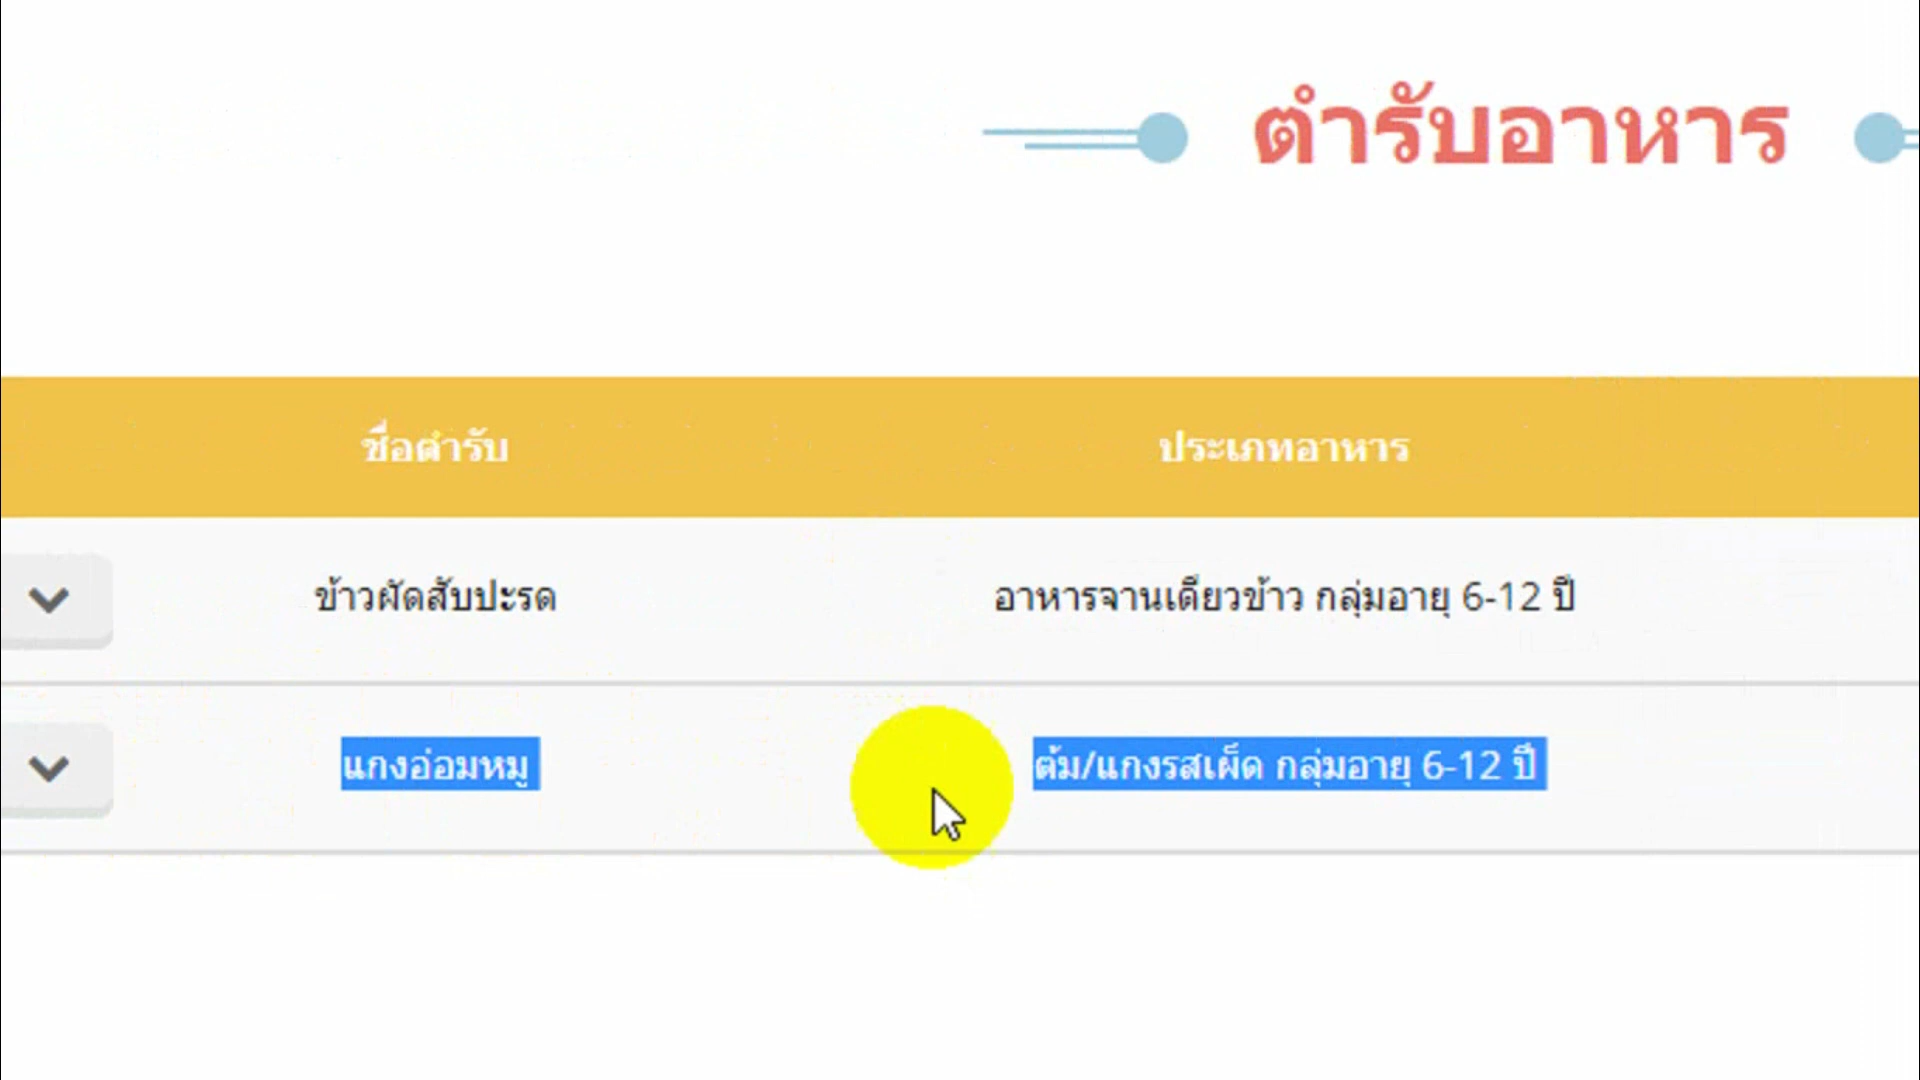 ตำรับอาหาร
ชื่อตำรับ ประเภทอาหาร
ข้าวผัดสับปะรด อาหารจานเดียวข้าว กลุ่มอายุ 6-12 ปี
แกงอ่อมหมู ต้ม/แกงรสเผ็ด กลุ่มอายุ 6-12 ปี